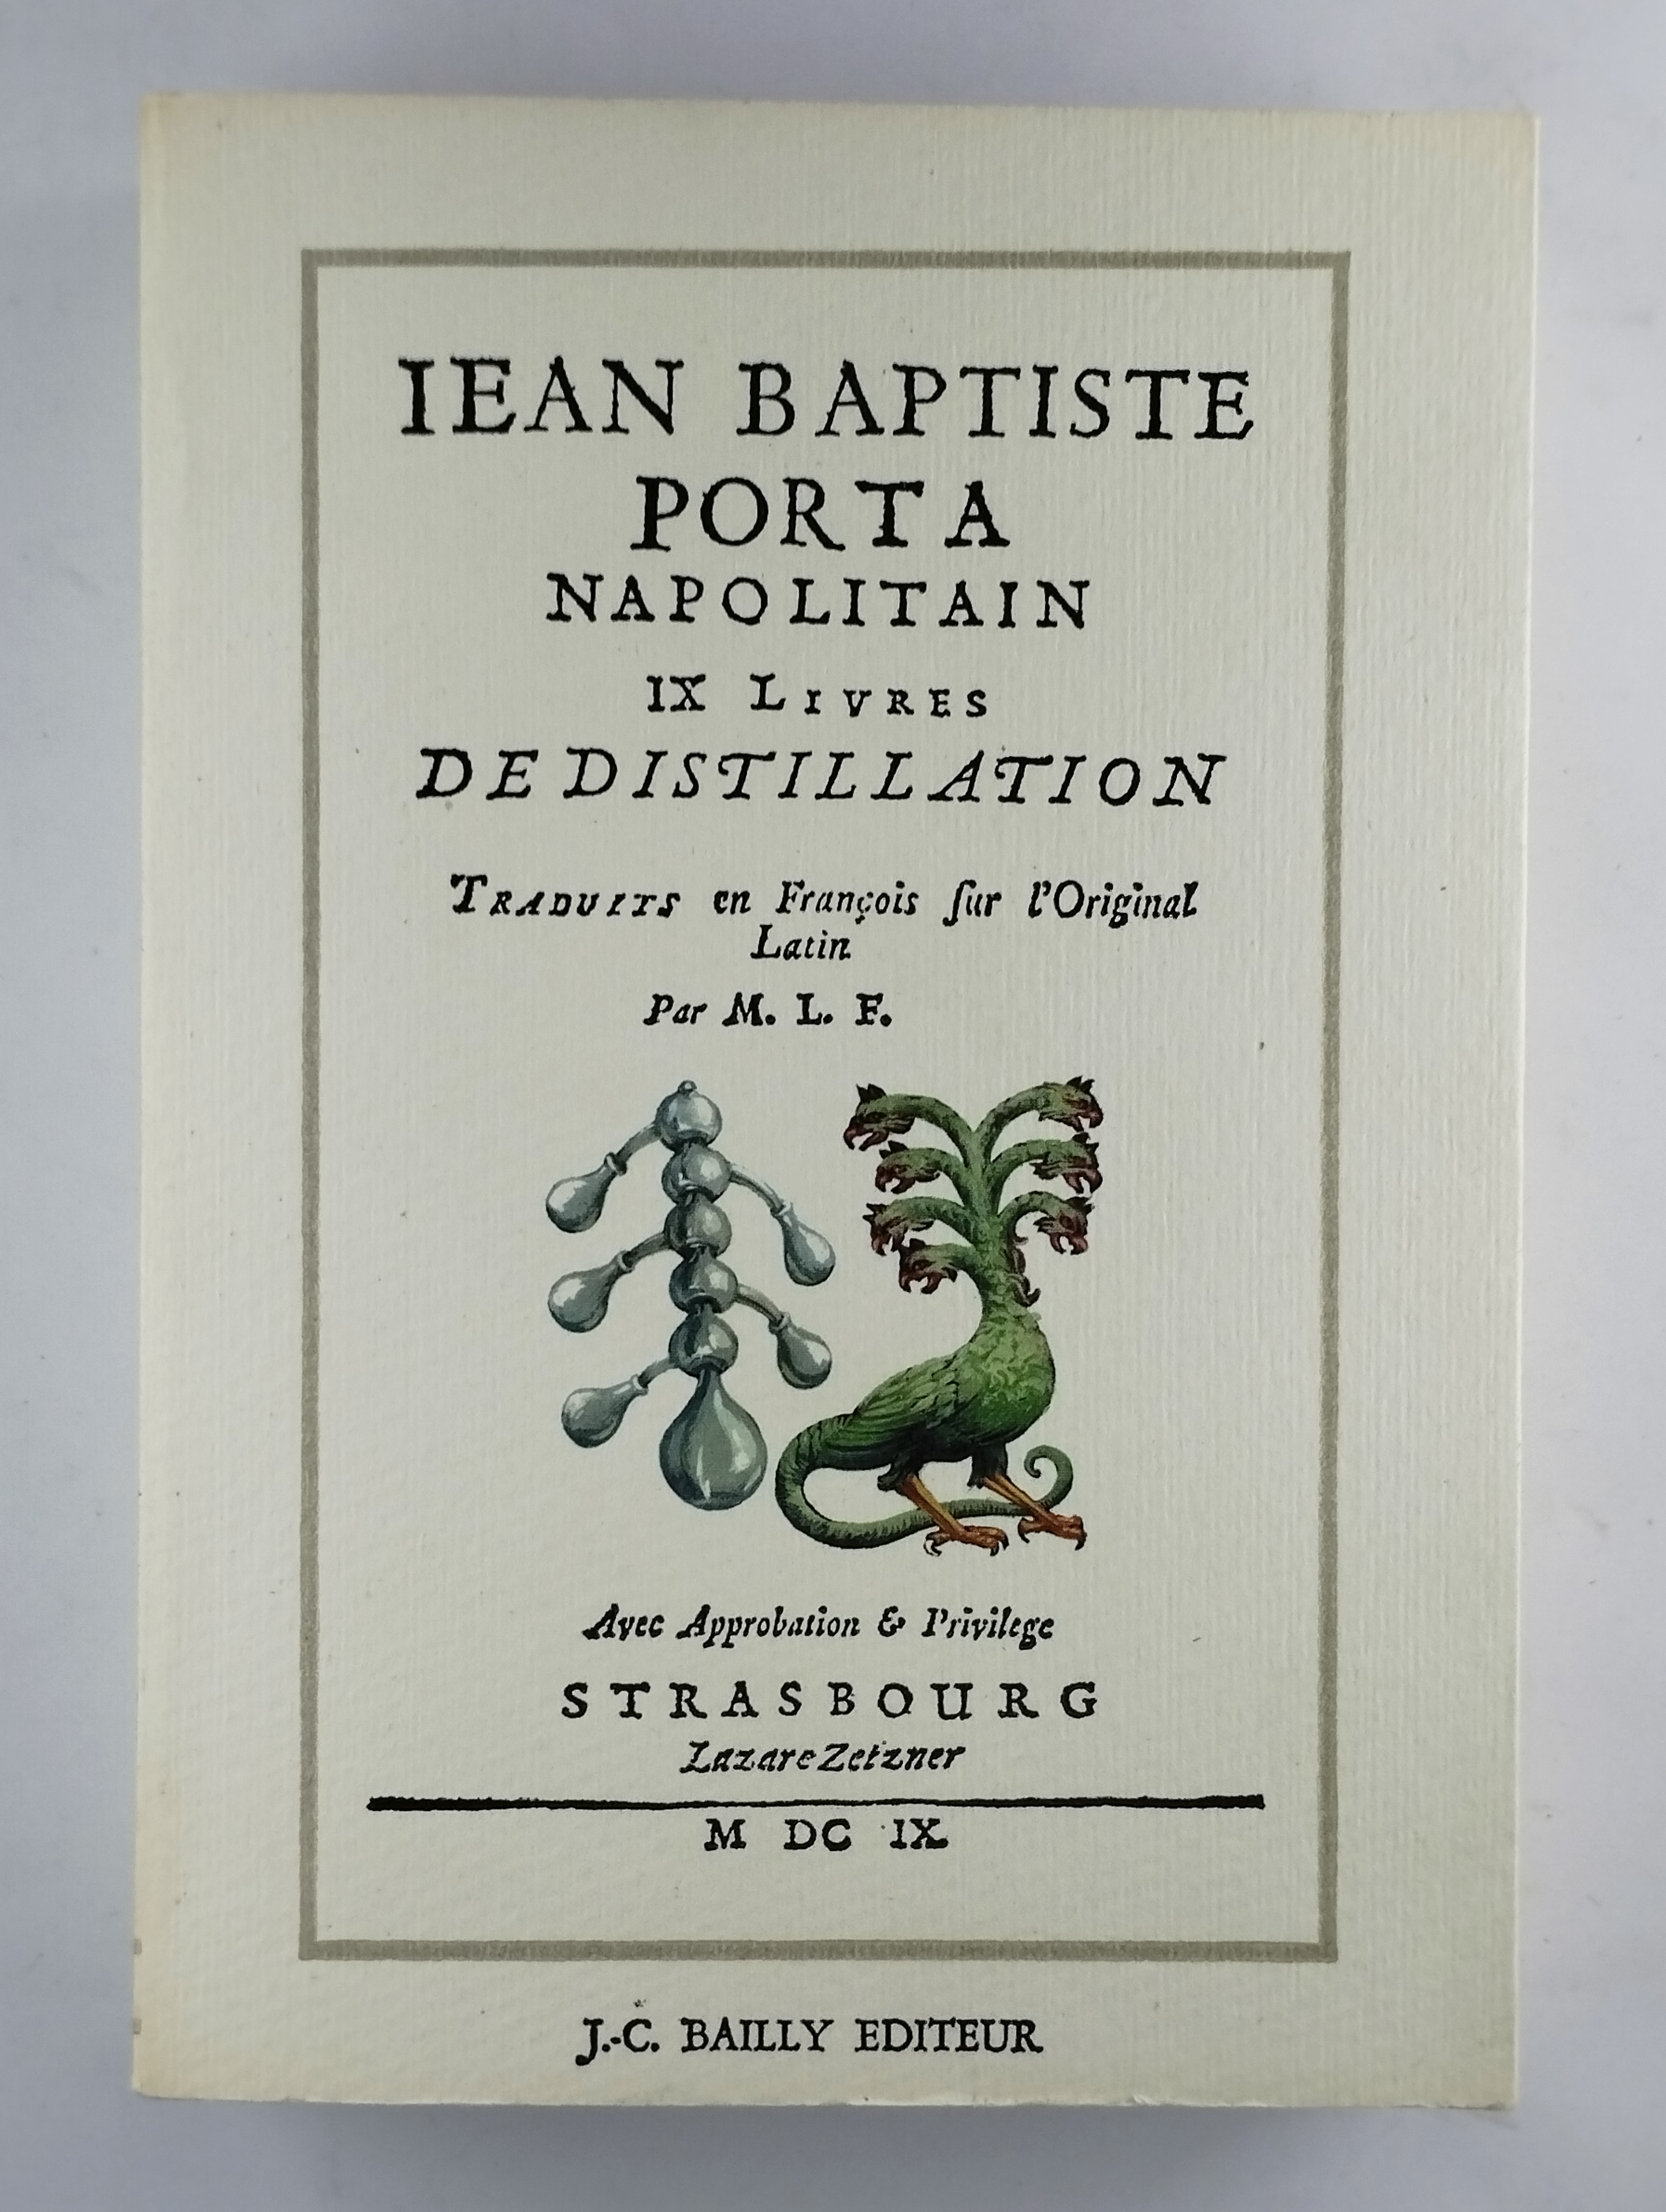 IEAN BAPTISTE
PORTA
NAPOLITAIN
IX LIVRES
DE DISTILLATION
TRADUITS en François ſur l'Original
Latin
Par M. L. F.
Avec Approbation & Privilege
STRASBOURG
Lazare Zetzner
M DC IX
J.-C. BAILLY EDITEUR